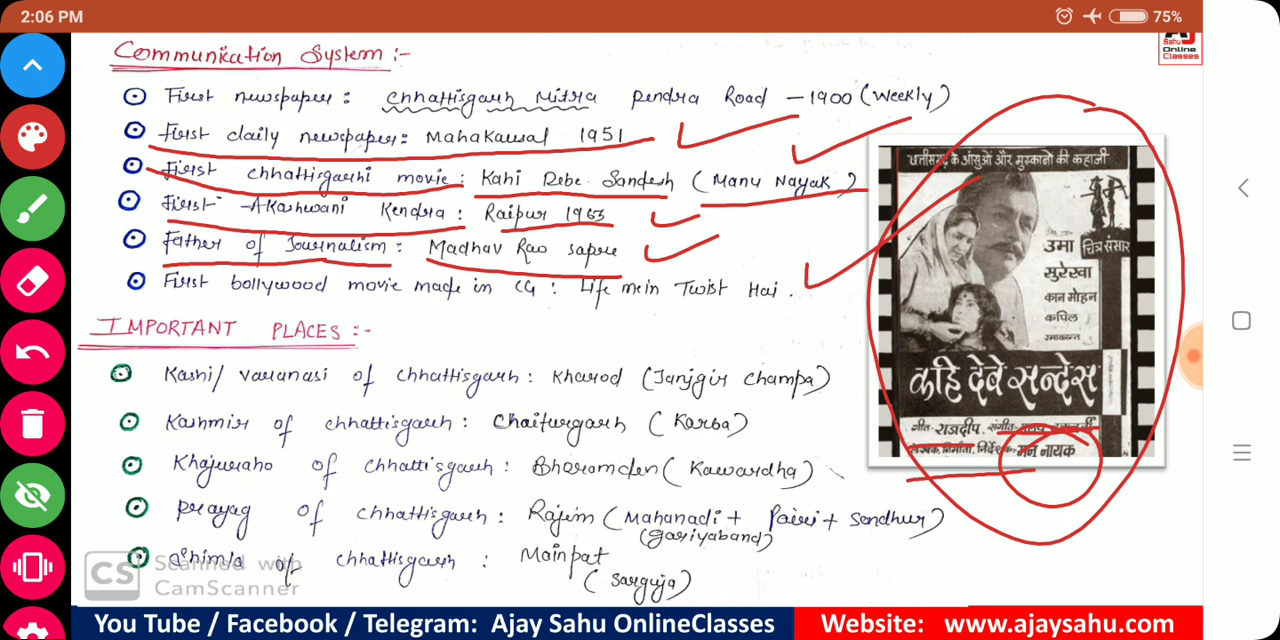 2:06 PM
75%
Sahu
Online
Classes
Communication System :-
First newspaper : Chhattisgarh Mitra Pendra Road - 1900 (Weekly)
First daily newspaper : Mahakausal 1951
First chhattisgarhi movie : Kahi Debe Sandesh (Manu Nayak)
First Akashwani Kendra : Raipur 1963
Father of Journalism : Madhav Rao sapre
First bollywood movie made in CG : Life mein Twist Hai .
IMPORTANT PLACES :-
Kashi/ varanasi of chhattisgarh : Kharod (Janjgir champa)
Kashmir of chhattisgarh : Chaiturgarh (Korba)
Khajuraho of chhattisgarh : Bhoramdev (Kawardha)
Prayag of chhattisgarh : Rajim (Mahanadi + Pairi + Sondhur)
(Gariyaband)
Shimla of chhattisgarh : Mainpat
(Sarguja)
छत्तीसगढ़ के आंसुओं और मुस्कानों की कहानी
उमा
चित्र संसार
सुरेखा
कान मोहन
कपिल
रमाकान्त
कहि देबे सन्देस
गीत- राजदीप, संगीत-
लेखक, निर्माता, निर्देशक- मनु नायक
CS Scanned with
CamScanner
You Tube / Facebook / Telegram: Ajay Sahu OnlineClasses
Website: www.ajaysahu.com